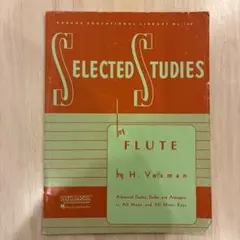 RUBANK EDUCATIONAL LIBRARY No.
SELECTED STUDIES
for
FLUTE
by H. Voxman
Advanced Etudes, Scales, and Arpeggios
in All Major and All Minor Keys
RUBANK